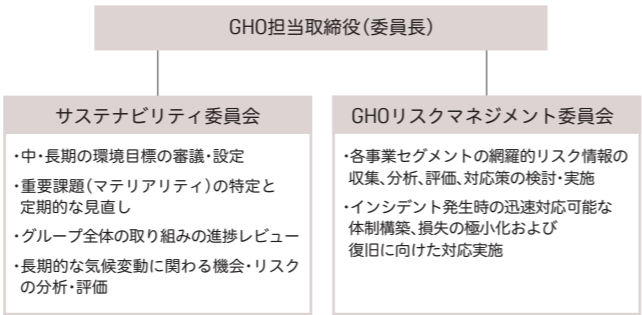 GHO担当取締役（委員長）
サステナビリティ委員会
・中・長期の環境目標の審議・設定
・重要課題（マテリアリティ）の特定と
定期的な見直し
・グループ全体の取り組みの進捗レビュー
・長期的な気候変動に関わる機会・リスク
の分析・評価
GHOリスクマネジメント委員会
・各事業セグメントの網羅的リスク情報の
収集、分析、評価、対応策の検討・実施
・インシデント発生時の迅速対応可能な
体制構築、損失の極小化および
復旧に向けた対応実施